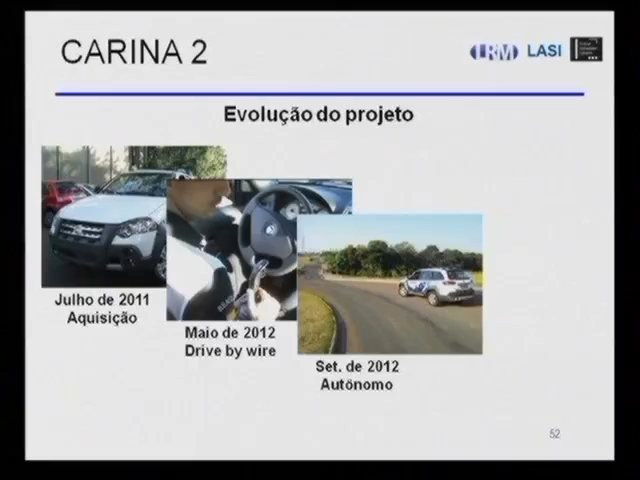 CARINA 2
LRM LASI
Evolução do projeto
Julho de 2011
Aquisição
Maio de 2012
Drive by wire
Set. de 2012
Autônomo
52